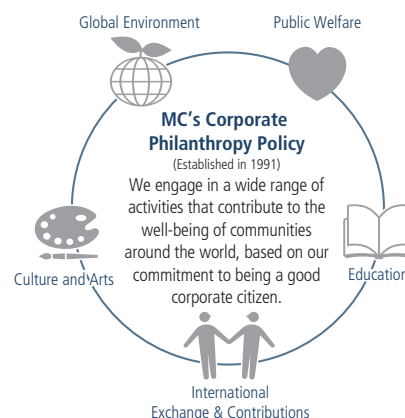 Global Environment
Public Welfare
MC's Corporate
Philanthropy Policy
(Established in 1991)
We engage in a wide range of
activities that contribute to the
well-being of communities
around the world, based on our
commitment to being a good
corporate citizen.
Culture and Arts
Education
International
Exchange & Contributions